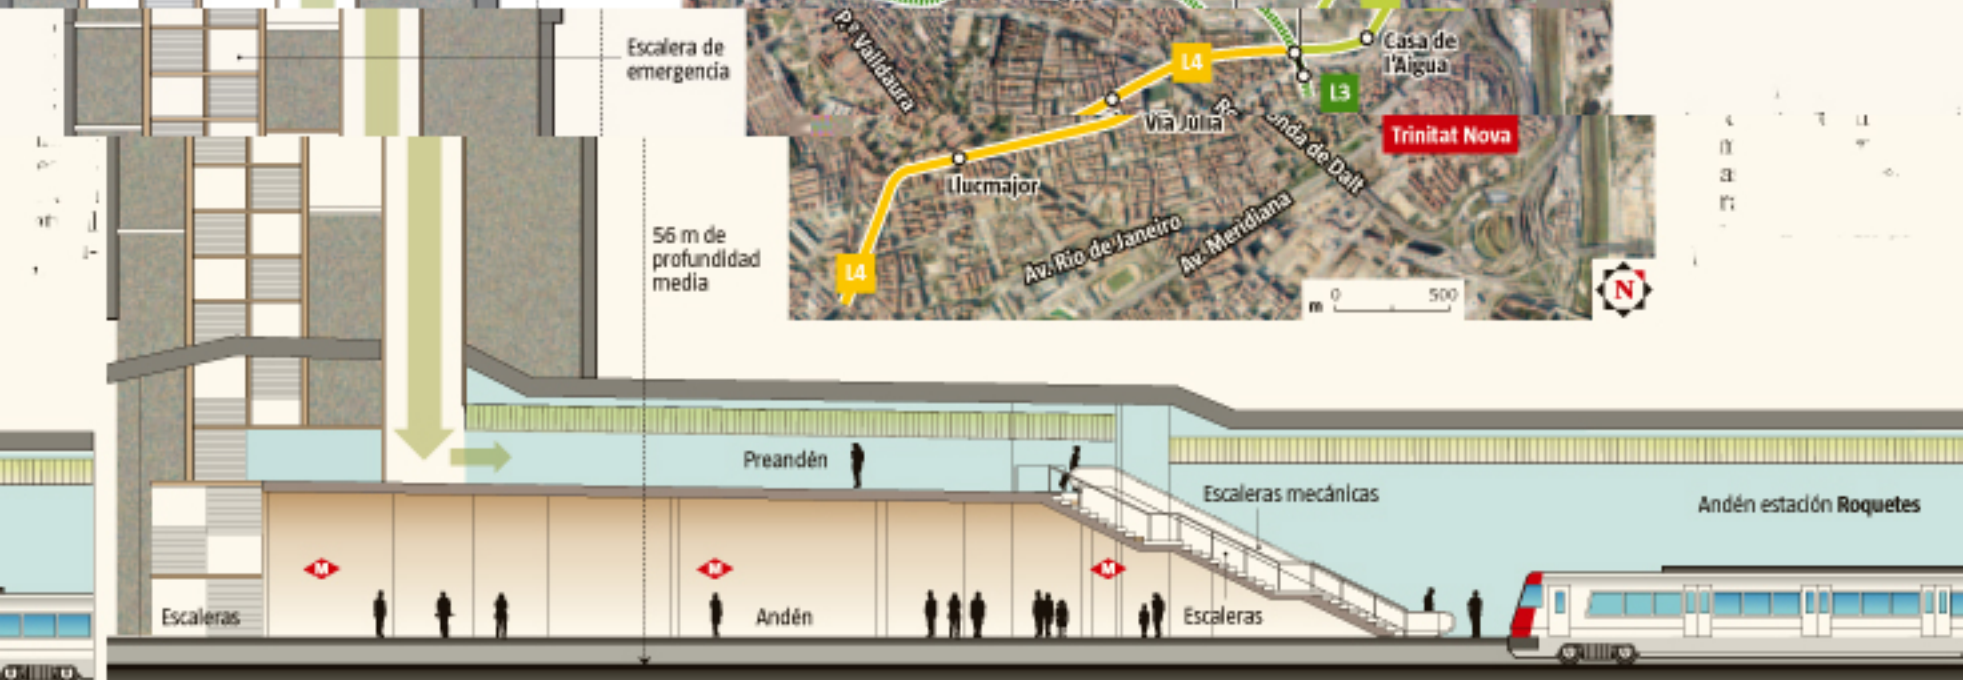 Escalera de
emergencia
Pº Valldaura
L4
Casa de
l'Aigua
L3
Via Júlia
Ronda de Dalt
Trinitat Nova
Llucmajor
56 m de
profundidad
media
Av. Rio de Janeiro
Av. Meridiana
L4
m 0 500
N
Preandén
Escaleras mecánicas
Andén estación Roquetes
M
M
M
Escaleras
Andén
Escaleras